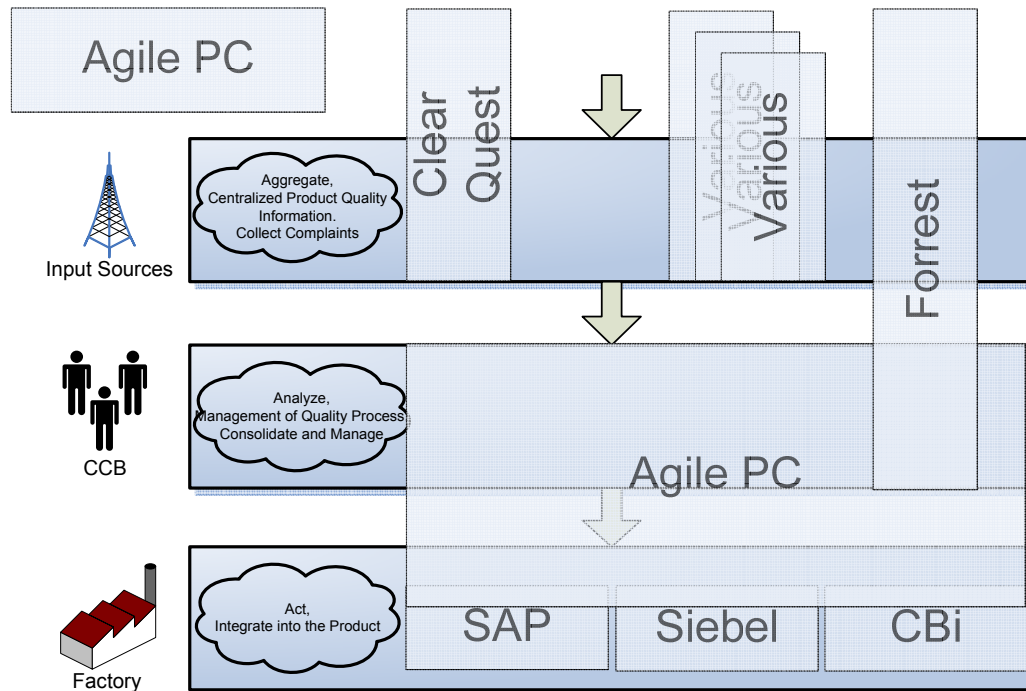 Agile PC
Clear
Quest
Various
Various
Various
Forrest
Aggregate,
Centralized Product Quality
Information.
Collect Complaints
Input Sources
Analyze,
Management of Quality Process
Consolidate and Manage
CCB
Agile PC
Act,
Integrate into the Product
SAP
Siebel
CBi
Factory